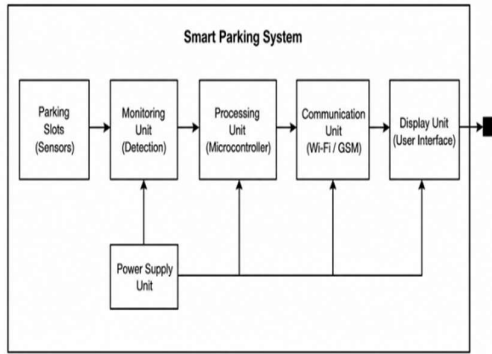 Smart Parking System
Parking
Slots
(Sensors)
Monitoring
Unit
(Detection)
Processing
Unit
(Microcontroller)
Communication
Unit
(Wi-Fi / GSM)
Display Unit
(User Interface)
Power Supply
Unit